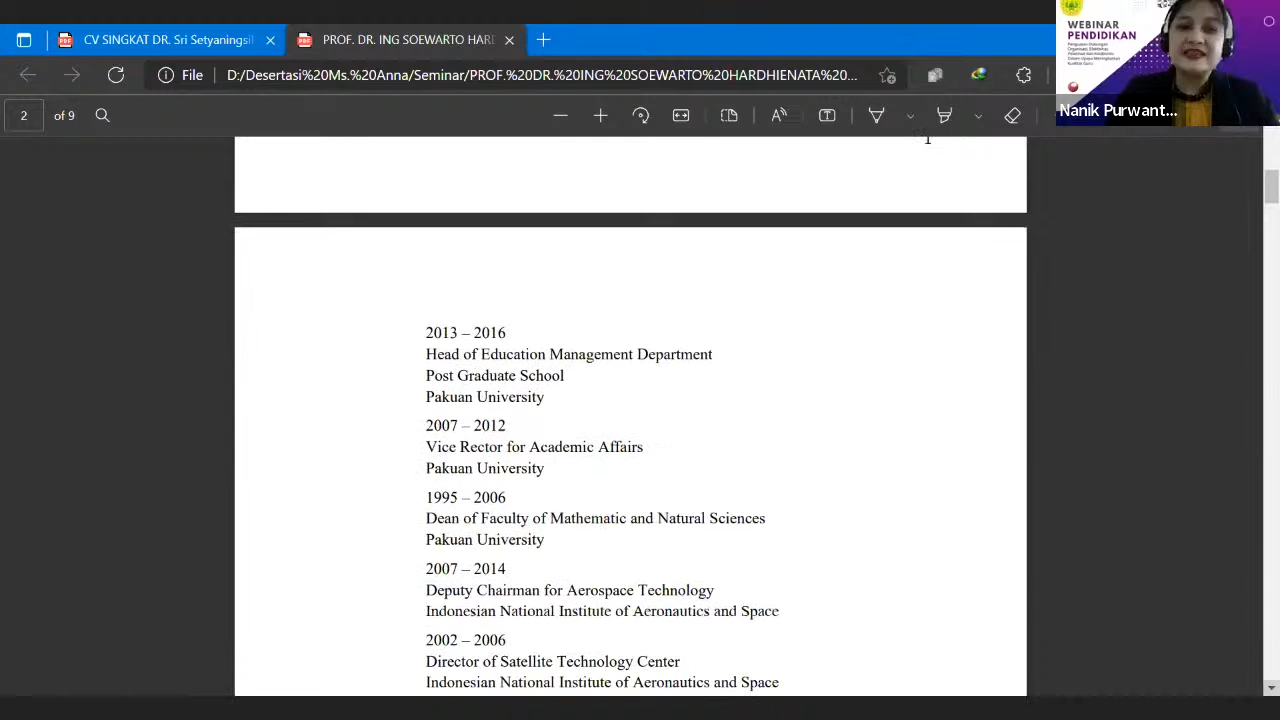 CV SINGKAT DR. Sri Setyaningsi
PROF. DR. ING SOEWARTO HARD
File
D:/Desertasi%20Ms.%20Anna/Seminar/PROF.%20DR.%20ING%20SOEWARTO%20HARDHIENATA%20...
2 of 9
WEBINAR
PENDIDIKAN
Nanik Purwant...
2013 – 2016
Head of Education Management Department
Post Graduate School
Pakuan University
2007 – 2012
Vice Rector for Academic Affairs
Pakuan University
1995 – 2006
Dean of Faculty of Mathematic and Natural Sciences
Pakuan University
2007 – 2014
Deputy Chairman for Aerospace Technology
Indonesian National Institute of Aeronautics and Space
2002 – 2006
Director of Satellite Technology Center
Indonesian National Institute of Aeronautics and Space